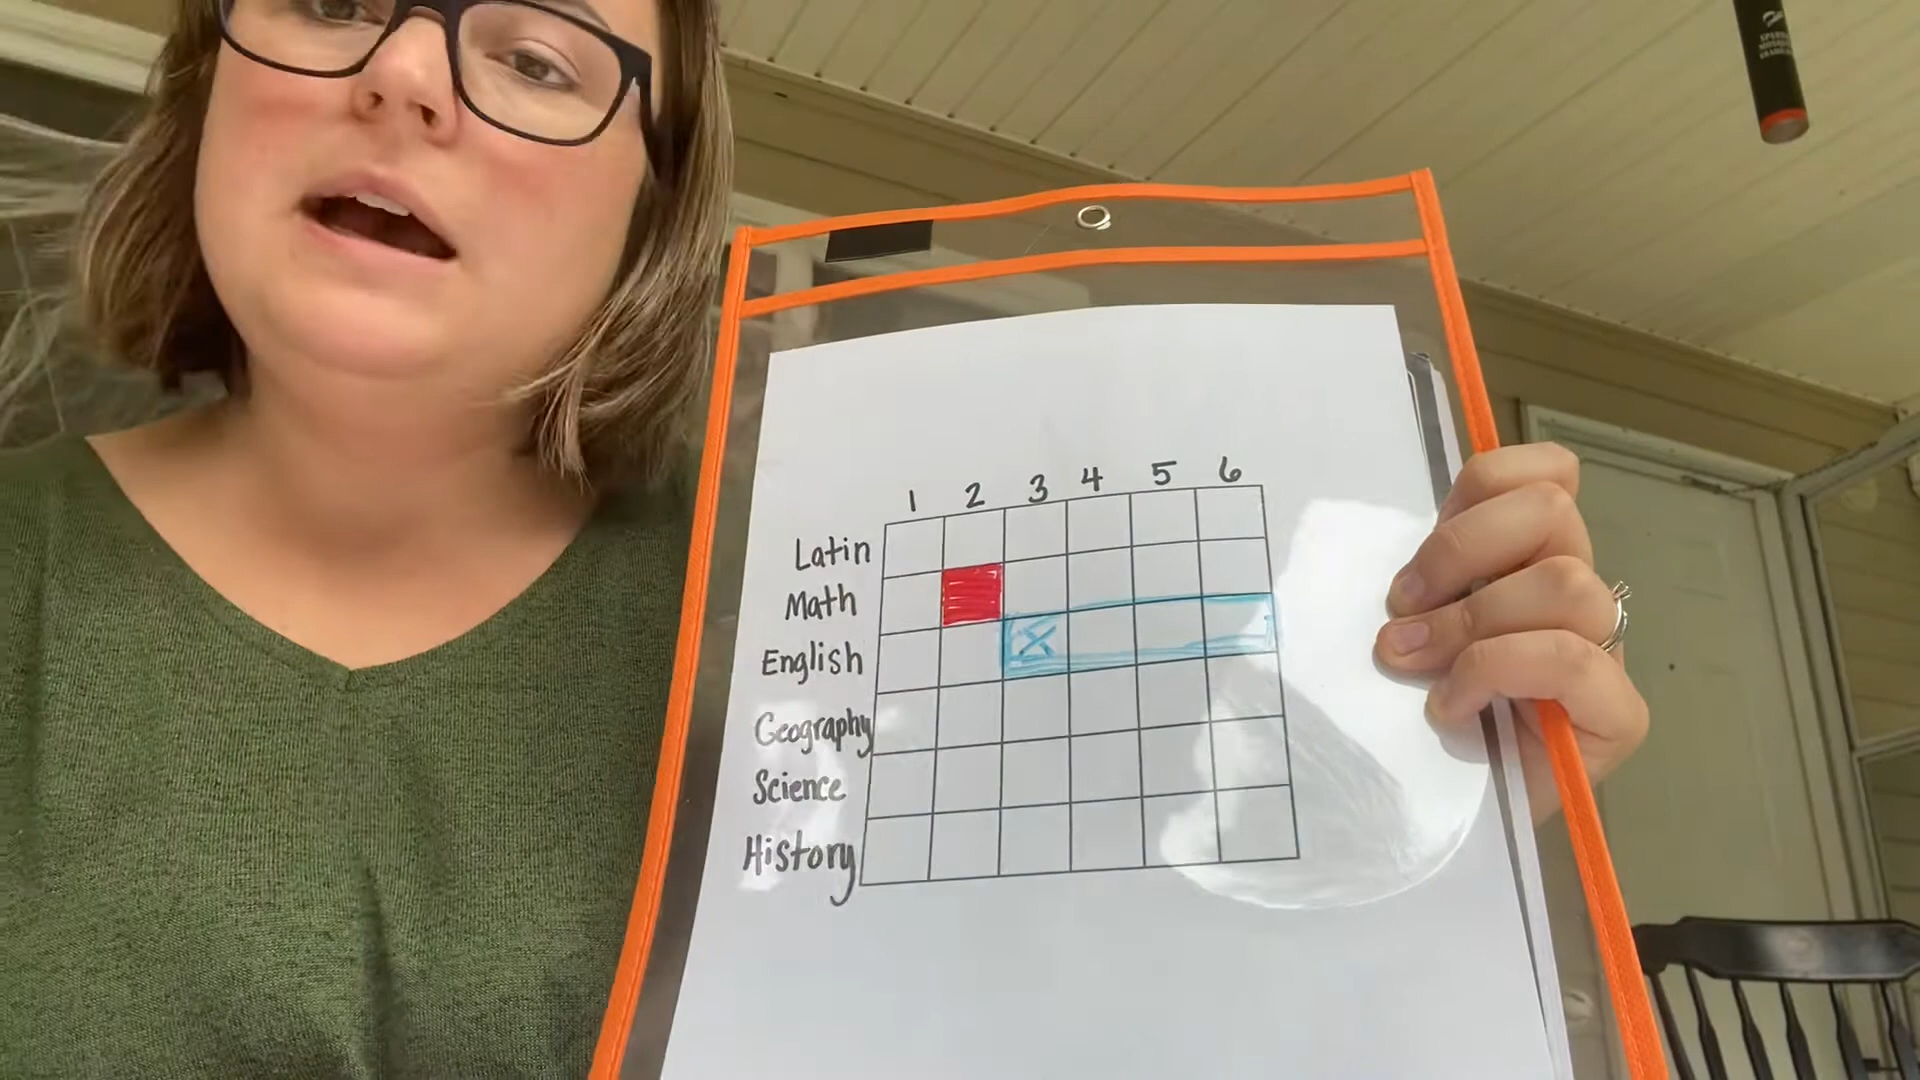 1 2 3 4 5 6
Latin
Math
English
X
Geography
Science
History